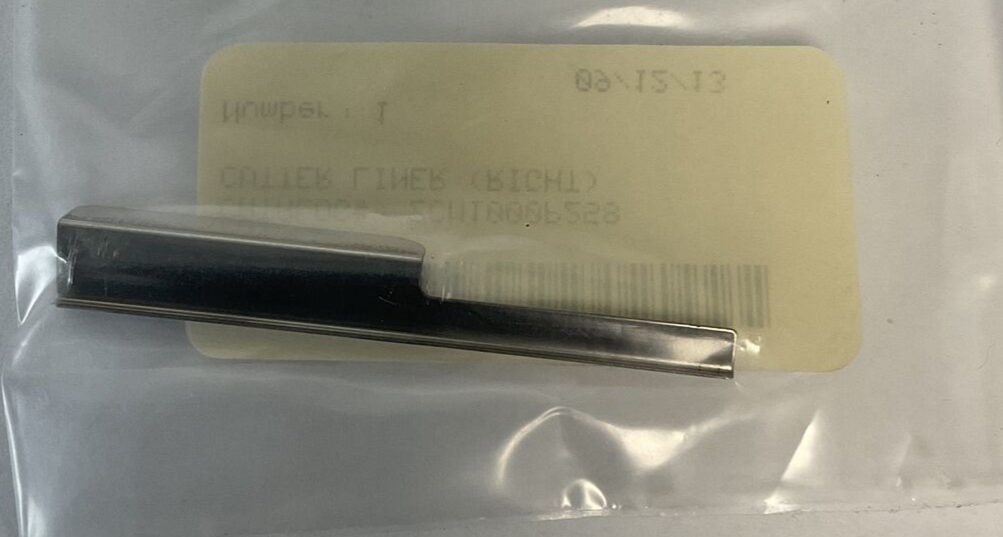 CUTTER LINER (RIGHT)
Number: 1
09/12/13